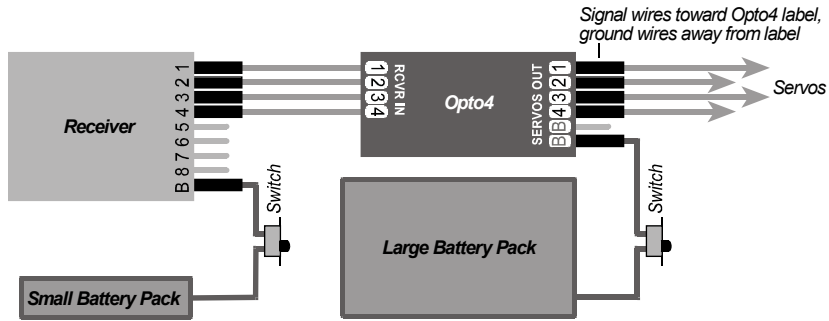 Signal wires toward Opto4 label,
ground wires away from label
Receiver
1
2
3
4
5
6
7
8
B
RCVR IN
1
2
3
4
Opto4
SERVOS OUT
1
2
3
4
B
B
Servos
Switch
Small Battery Pack
Large Battery Pack
Switch